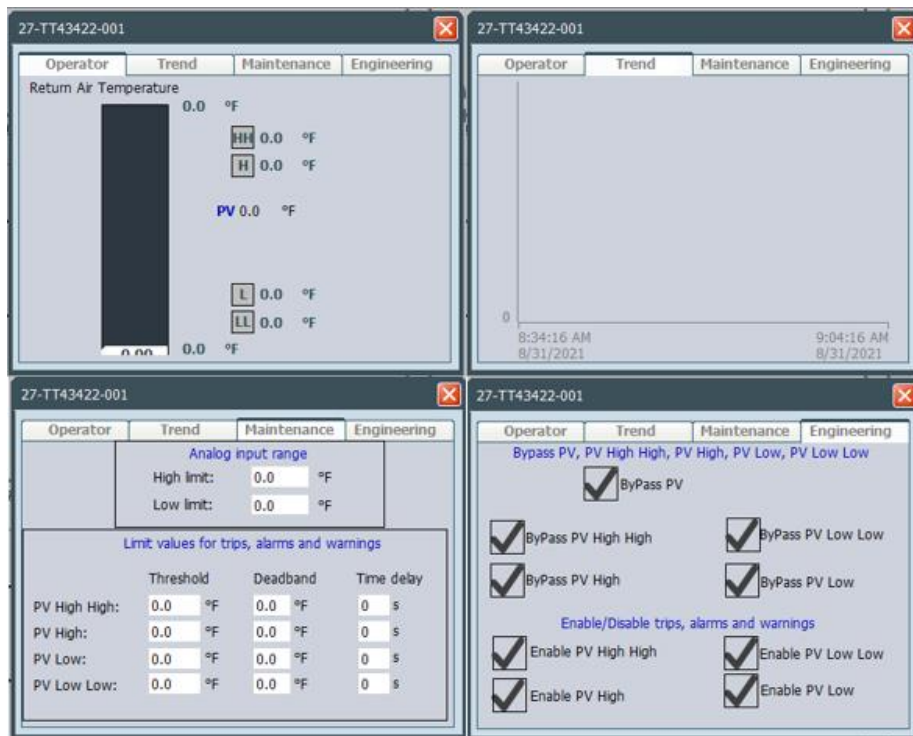 27-TT43422-001
Operator Trend Maintenance Engineering
Return Air Temperature
0.0 °F
HH 0.0 °F
H 0.0 °F
PV 0.0 °F
L 0.0 °F
LL 0.0 °F
0.00 0.0 °F
27-TT43422-001
Operator Trend Maintenance Engineering
0
8:34:16 AM 9:04:16 AM
8/31/2021 8/31/2021
27-TT43422-001
Operator Trend Maintenance Engineering
Analog input range
High limit: 0.0 °F
Low limit: 0.0 °F
Limit values for trips, alarms and warnings
Threshold Deadband Time delay
PV High High: 0.0 °F 0.0 °F 0 s
PV High: 0.0 °F 0.0 °F 0 s
PV Low: 0.0 °F 0.0 °F 0 s
PV Low Low: 0.0 °F 0.0 °F 0 s
27-TT43422-001
Operator Trend Maintenance Engineering
Bypass PV, PV High High, PV High, PV Low, PV Low Low
ByPass PV
ByPass PV High High ByPass PV Low Low
ByPass PV High ByPass PV Low
Enable/Disable trips, alarms and warnings
Enable PV High High Enable PV Low Low
Enable PV High Enable PV Low